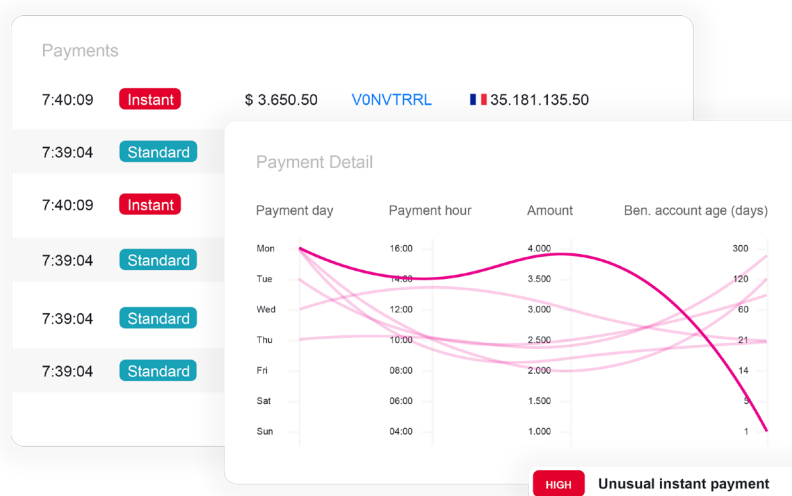 Payments
7:40:09 Instant $ 3.650.50 V0NVTRRL 35.181.135.50
7:39:04 Standard
7:40:09 Instant
7:39:04 Standard
7:39:04 Standard
7:39:04 Standard
Payment Detail
Payment day Payment hour Amount Ben. account age (days)
Mon 16:00 4.000 300
Tue 14:00 3.500 120
Wed 12:00 3.000 60
Thu 10:00 2.500 21
Fri 08:00 2.000 14
Sat 06:00 1.500 5
Sun 04:00 1.000 1
HIGH Unusual instant payment